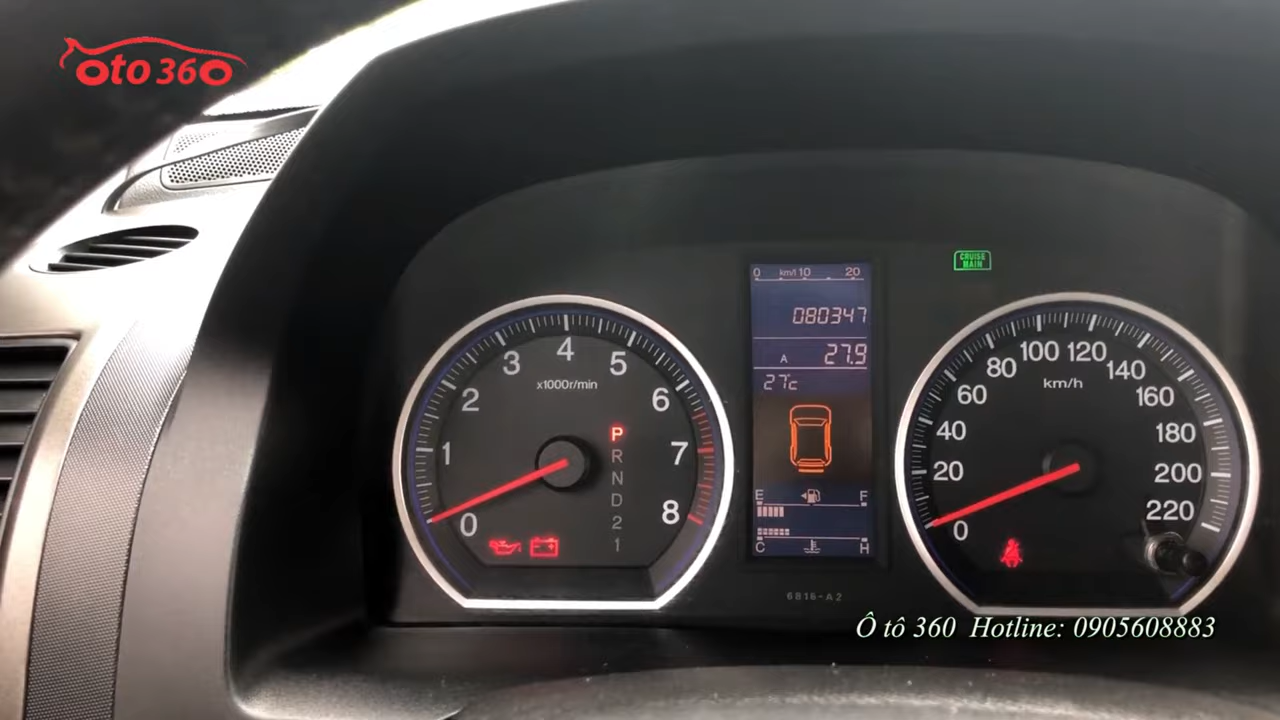 oto 360
CRUISE
MAIN
0 km/l 10 20
080347
A 27.9
27°C
E F
C H
0 1 2 3 4 5 6 7 8
x1000r/min
P
R
N
D
2
1
0 20 40 60 80 100 120 140 160 180 200 220
km/h
6816-A2
Ô tô 360 Hotline: 0905608883